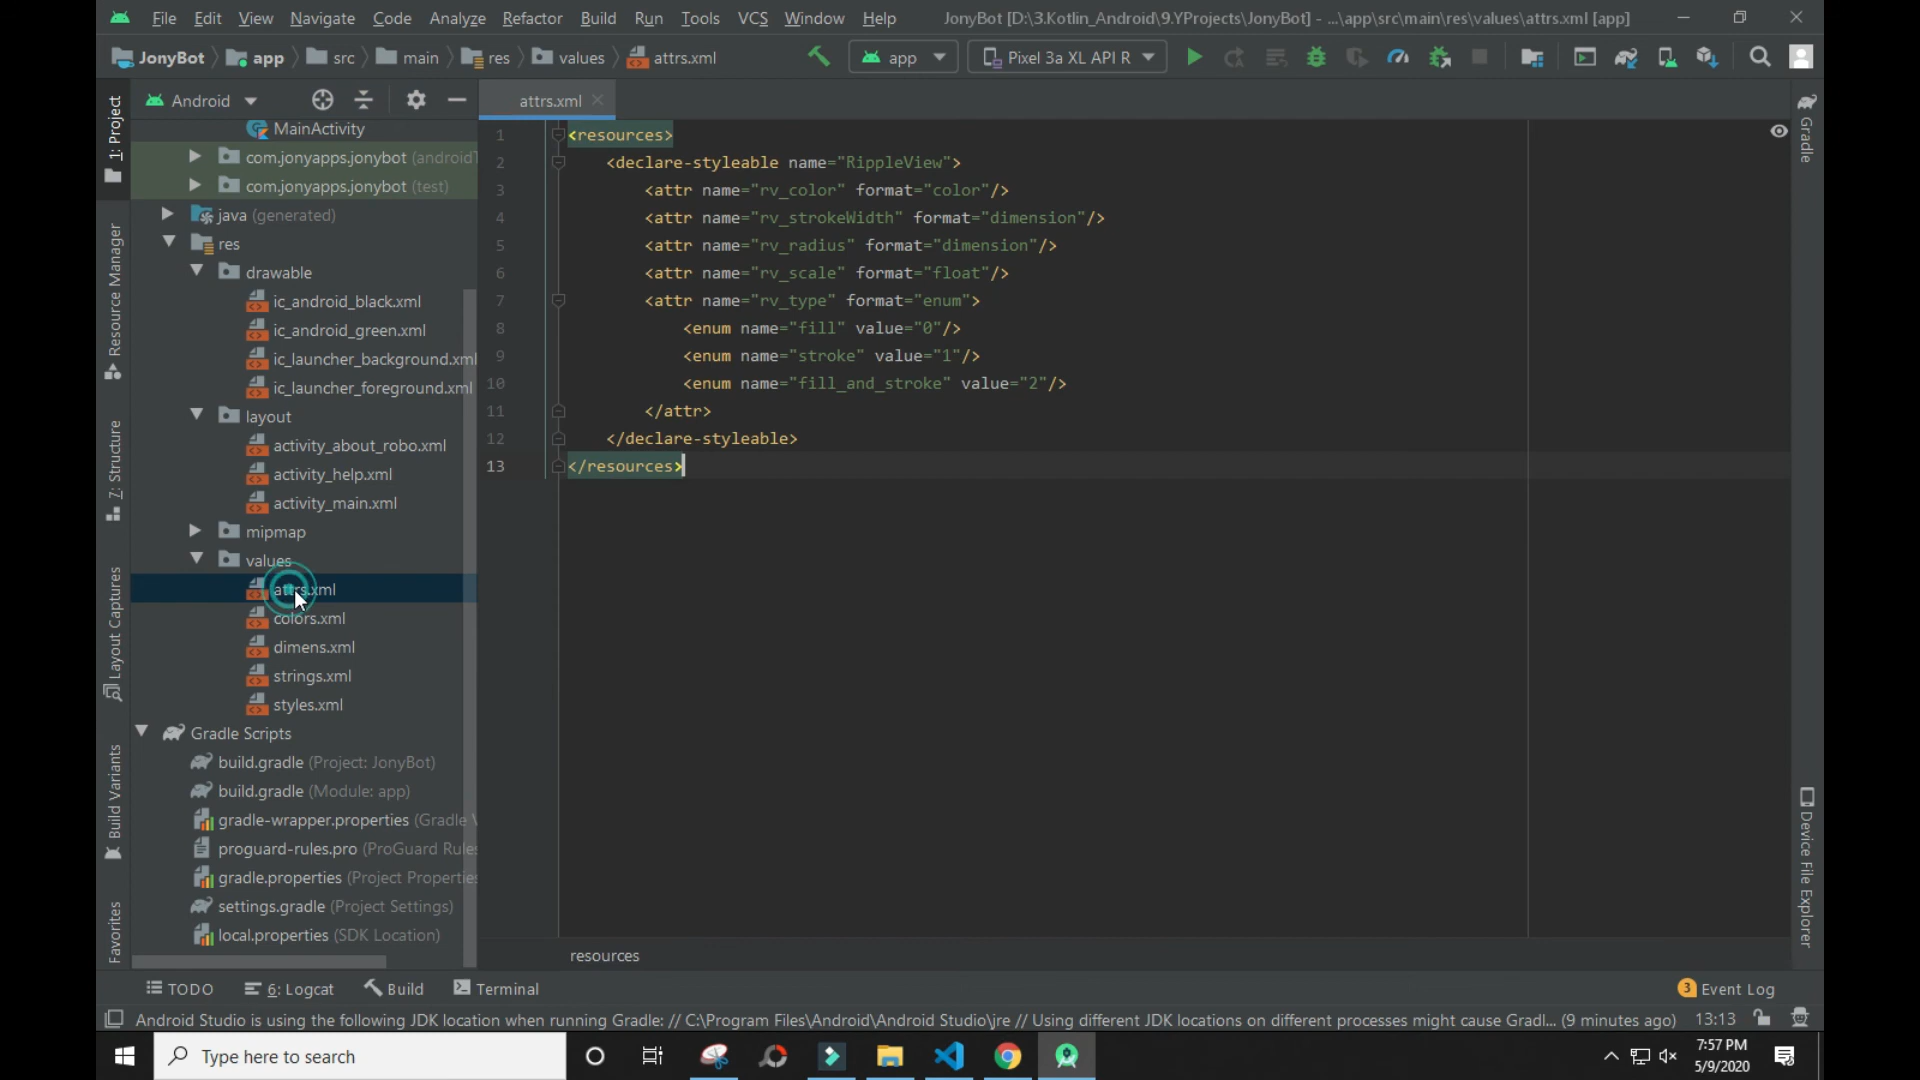 File Edit View Navigate Code Analyze Refactor Build Run Tools VCS Window Help JonyBot [D:\3.Kotlin_Android\9.YProjects\JonyBot] - ...\app\src\main\res\values\attrs.xml [app]
JonyBot app src main res values attrs.xml app Pixel 3a XL API R
Android attrs.xml
1: Project
Resource Manager
7: Structure
Layout Captures
Build Variants
Favorites
MainActivity
com.jonyapps.jonybot (androidT
com.jonyapps.jonybot (test)
java (generated)
res
drawable
ic_android_black.xml
ic_android_green.xml
ic_launcher_background.xml
ic_launcher_foreground.xml
layout
activity_about_robo.xml
activity_help.xml
activity_main.xml
mipmap
values
attrs.xml
colors.xml
dimens.xml
strings.xml
styles.xml
Gradle Scripts
build.gradle (Project: JonyBot)
build.gradle (Module: app)
gradle-wrapper.properties (Gradle
proguard-rules.pro (ProGuard Rules
gradle.properties (Project Properties
settings.gradle (Project Settings)
local.properties (SDK Location)
1 <resources>
2 <declare-styleable name="RippleView">
3 <attr name="rv_color" format="color"/>
4 <attr name="rv_strokeWidth" format="dimension"/>
5 <attr name="rv_radius" format="dimension"/>
6 <attr name="rv_scale" format="float"/>
7 <attr name="rv_type" format="enum">
8 <enum name="fill" value="0"/>
9 <enum name="stroke" value="1"/>
10 <enum name="fill_and_stroke" value="2"/>
11 </attr>
12 </declare-styleable>
13 </resources>
resources
Gradle
Device File Explorer
TODO 6: Logcat Build Terminal 3 Event Log
Android Studio is using the following JDK location when running Gradle: // C:\Program Files\Android\Android Studio\jre // Using different JDK locations on different processes might cause Gradl... (9 minutes ago) 13:13
Type here to search
7:57 PM
5/9/2020